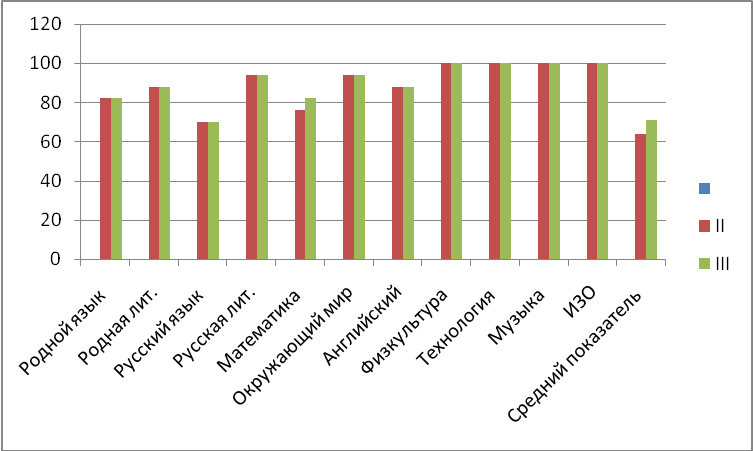 120
100
80
60
40
20
0
Родной язык
Родная лит.
Русский язык
Русская лит.
Математика
Окружающий мир
Английский
Физкультура
Технология
Музыка
ИЗО
Средний показатель
II
III